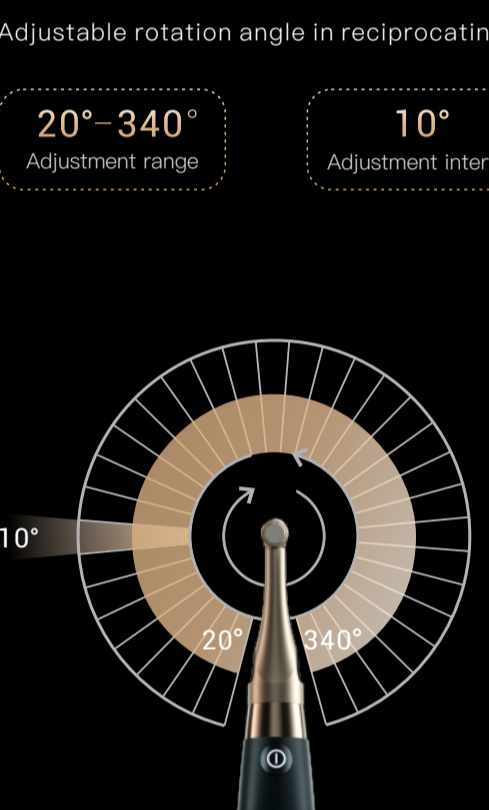 Adjustable rotation angle in reciprocatin
20°–340°
10°
Adjustment range
Adjustment inter
10°
20°
340°